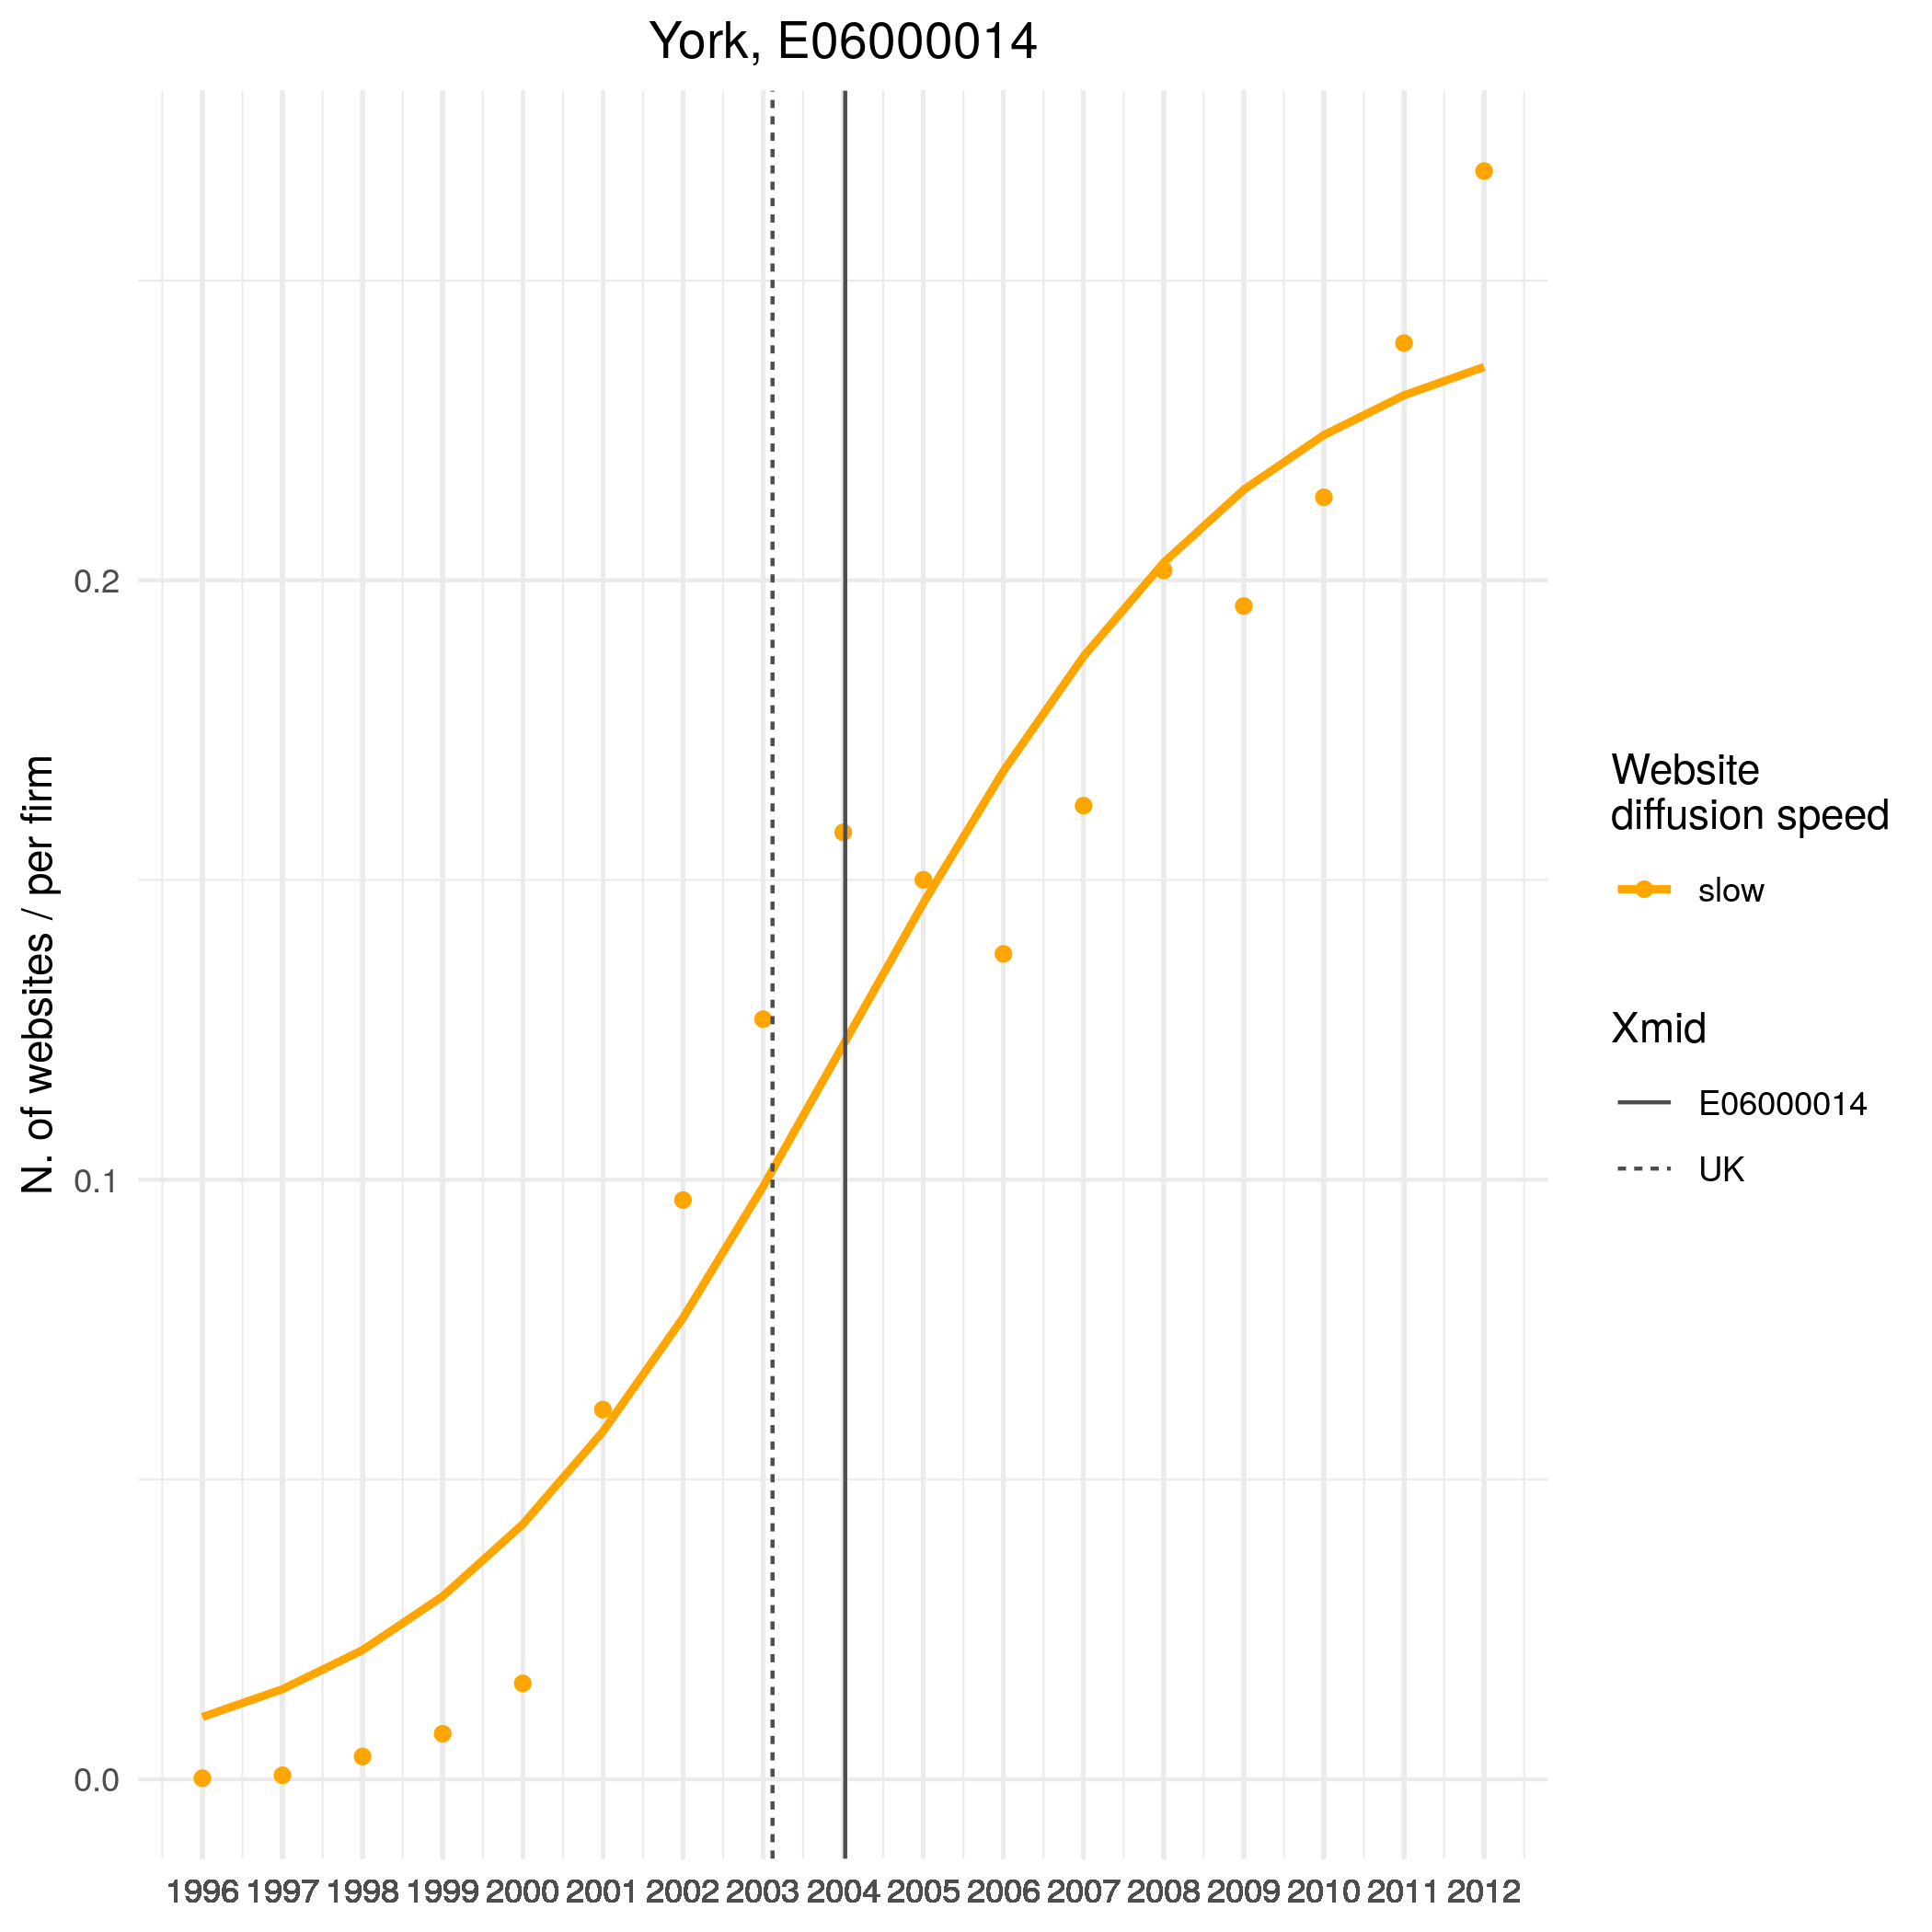 York, E06000014
N. of websites / per firm
0.2
0.1
0.0
1996 1997 1998 1999 2000 2001 2002 2003 2004 2005 2006 2007 2008 2009 2010 2011 2012
Website
diffusion speed
slow
Xmid
E06000014
UK